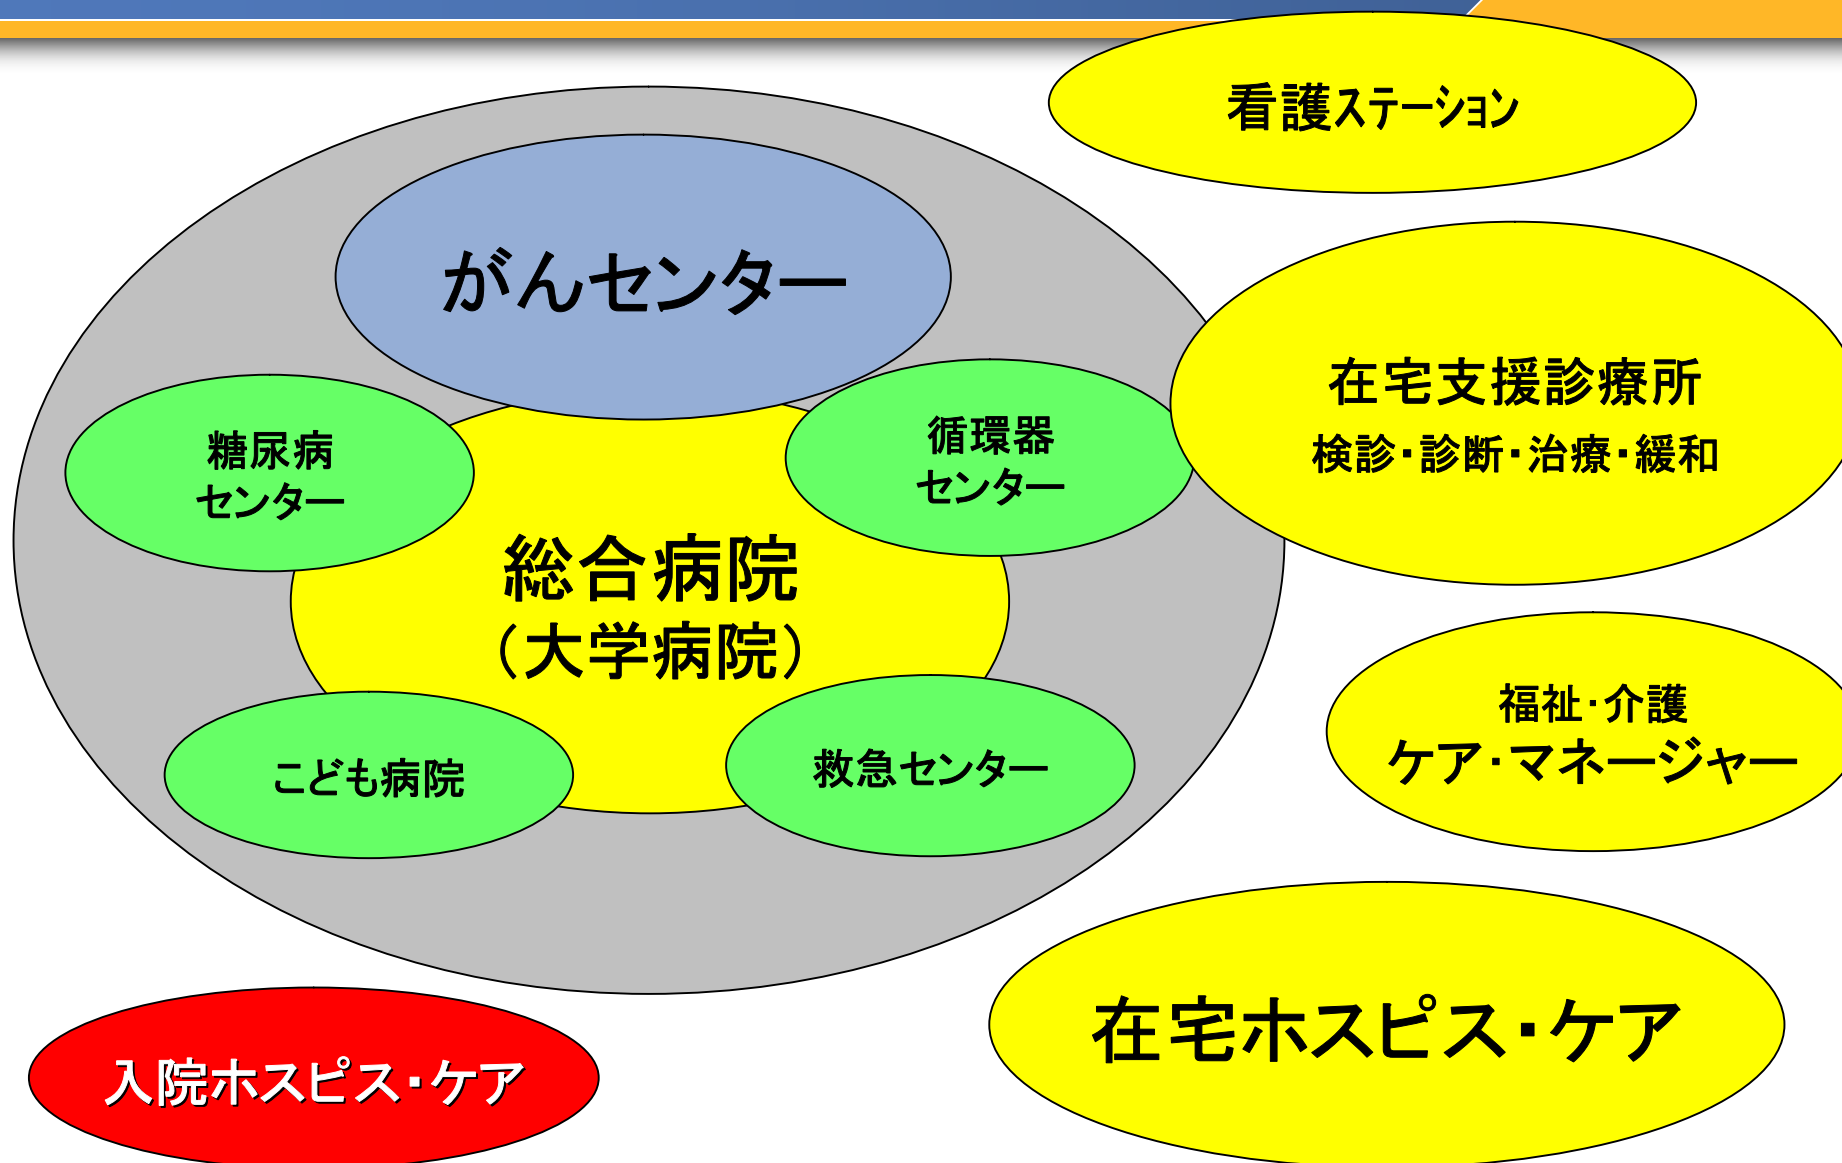 看護ステーション
がんセンター
在宅支援診療所
検診・診断・治療・緩和
糖尿病
センター
循環器
センター
総合病院
（大学病院）
福祉・介護
ケア・マネージャー
こども病院
救急センター
在宅ホスピス・ケア
入院ホスピス・ケア